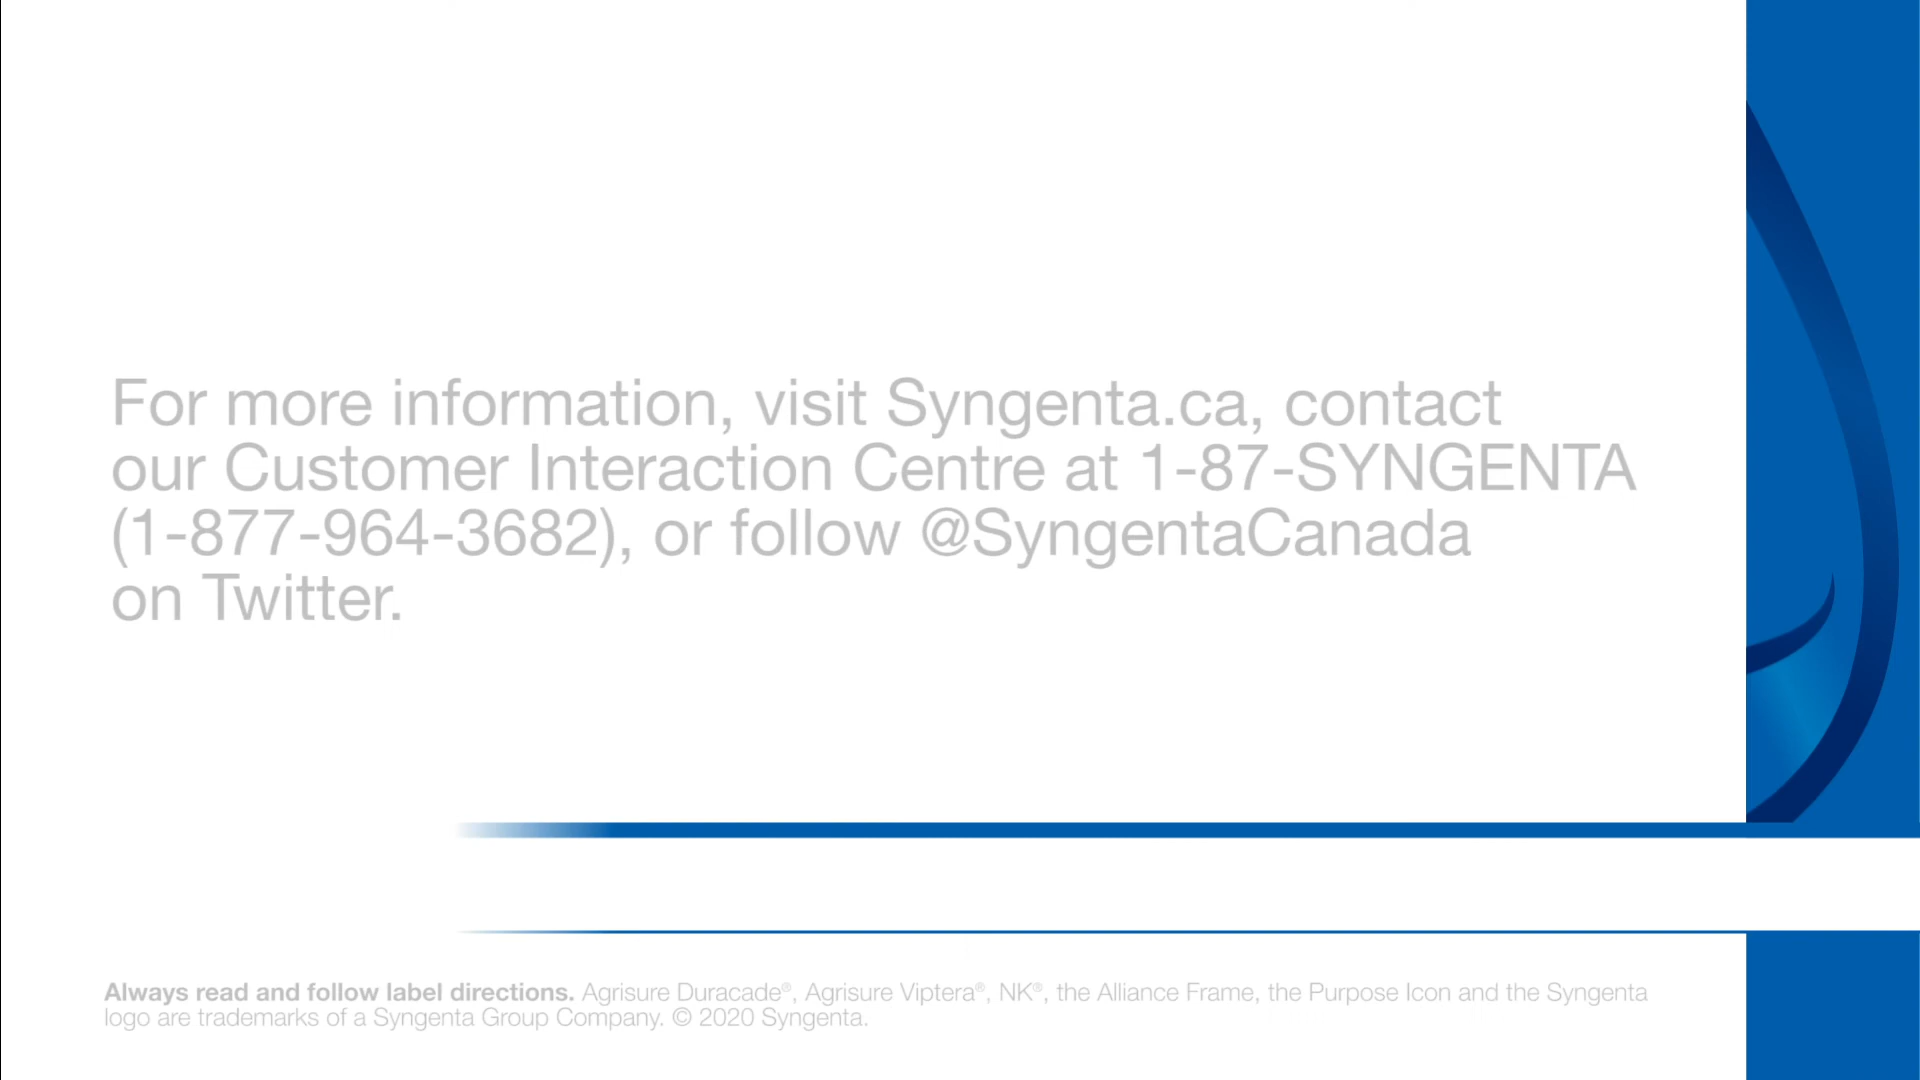 For more information, visit Syngenta.ca, contact
our Customer Interaction Centre at 1-87-SYNGENTA
(1-877-964-3682), or follow @SyngentaCanada
on Twitter.
Always read and follow label directions. Agrisure Duracade®, Agrisure Viptera®, NK®, the Alliance Frame, the Purpose Icon and the Syngenta
logo are trademarks of a Syngenta Group Company. © 2020 Syngenta.